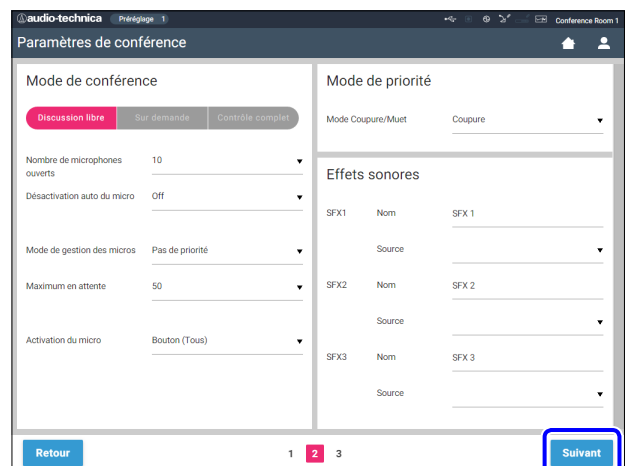 audio-technica Préréglage 1 Conference Room 1
Paramètres de conférence
Mode de conférence
Discussion libre Sur demande Contrôle complet
Nombre de microphones ouverts 10
Désactivation auto du micro Off
Mode de gestion des micros Pas de priorité
Maximum en attente 50
Activation du micro Bouton (Tous)
Mode de priorité
Mode Coupure/Muet Coupure
Effets sonores
SFX1 Nom SFX 1
Source
SFX2 Nom SFX 2
Source
SFX3 Nom SFX 3
Source
Retour 1 2 3 Suivant